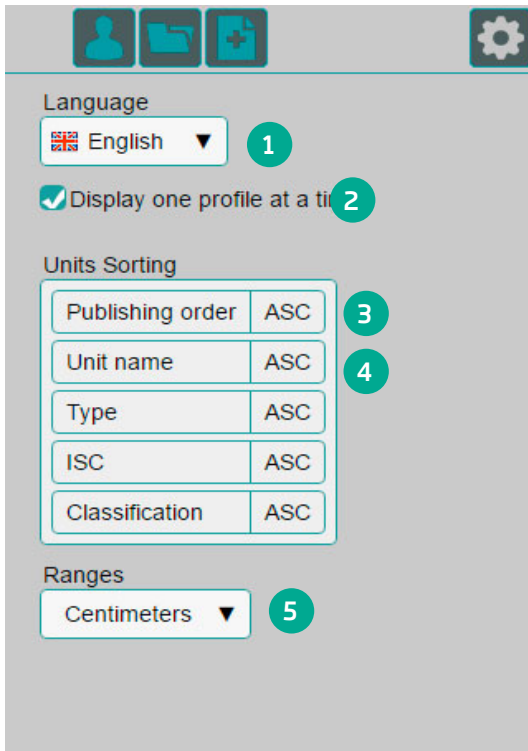 Language
English ▼ 1
Display one profile at a ti 2
Units Sorting
Publishing order ASC 3
Unit name ASC 4
Type ASC
ISC ASC
Classification ASC
Ranges
Centimeters ▼ 5